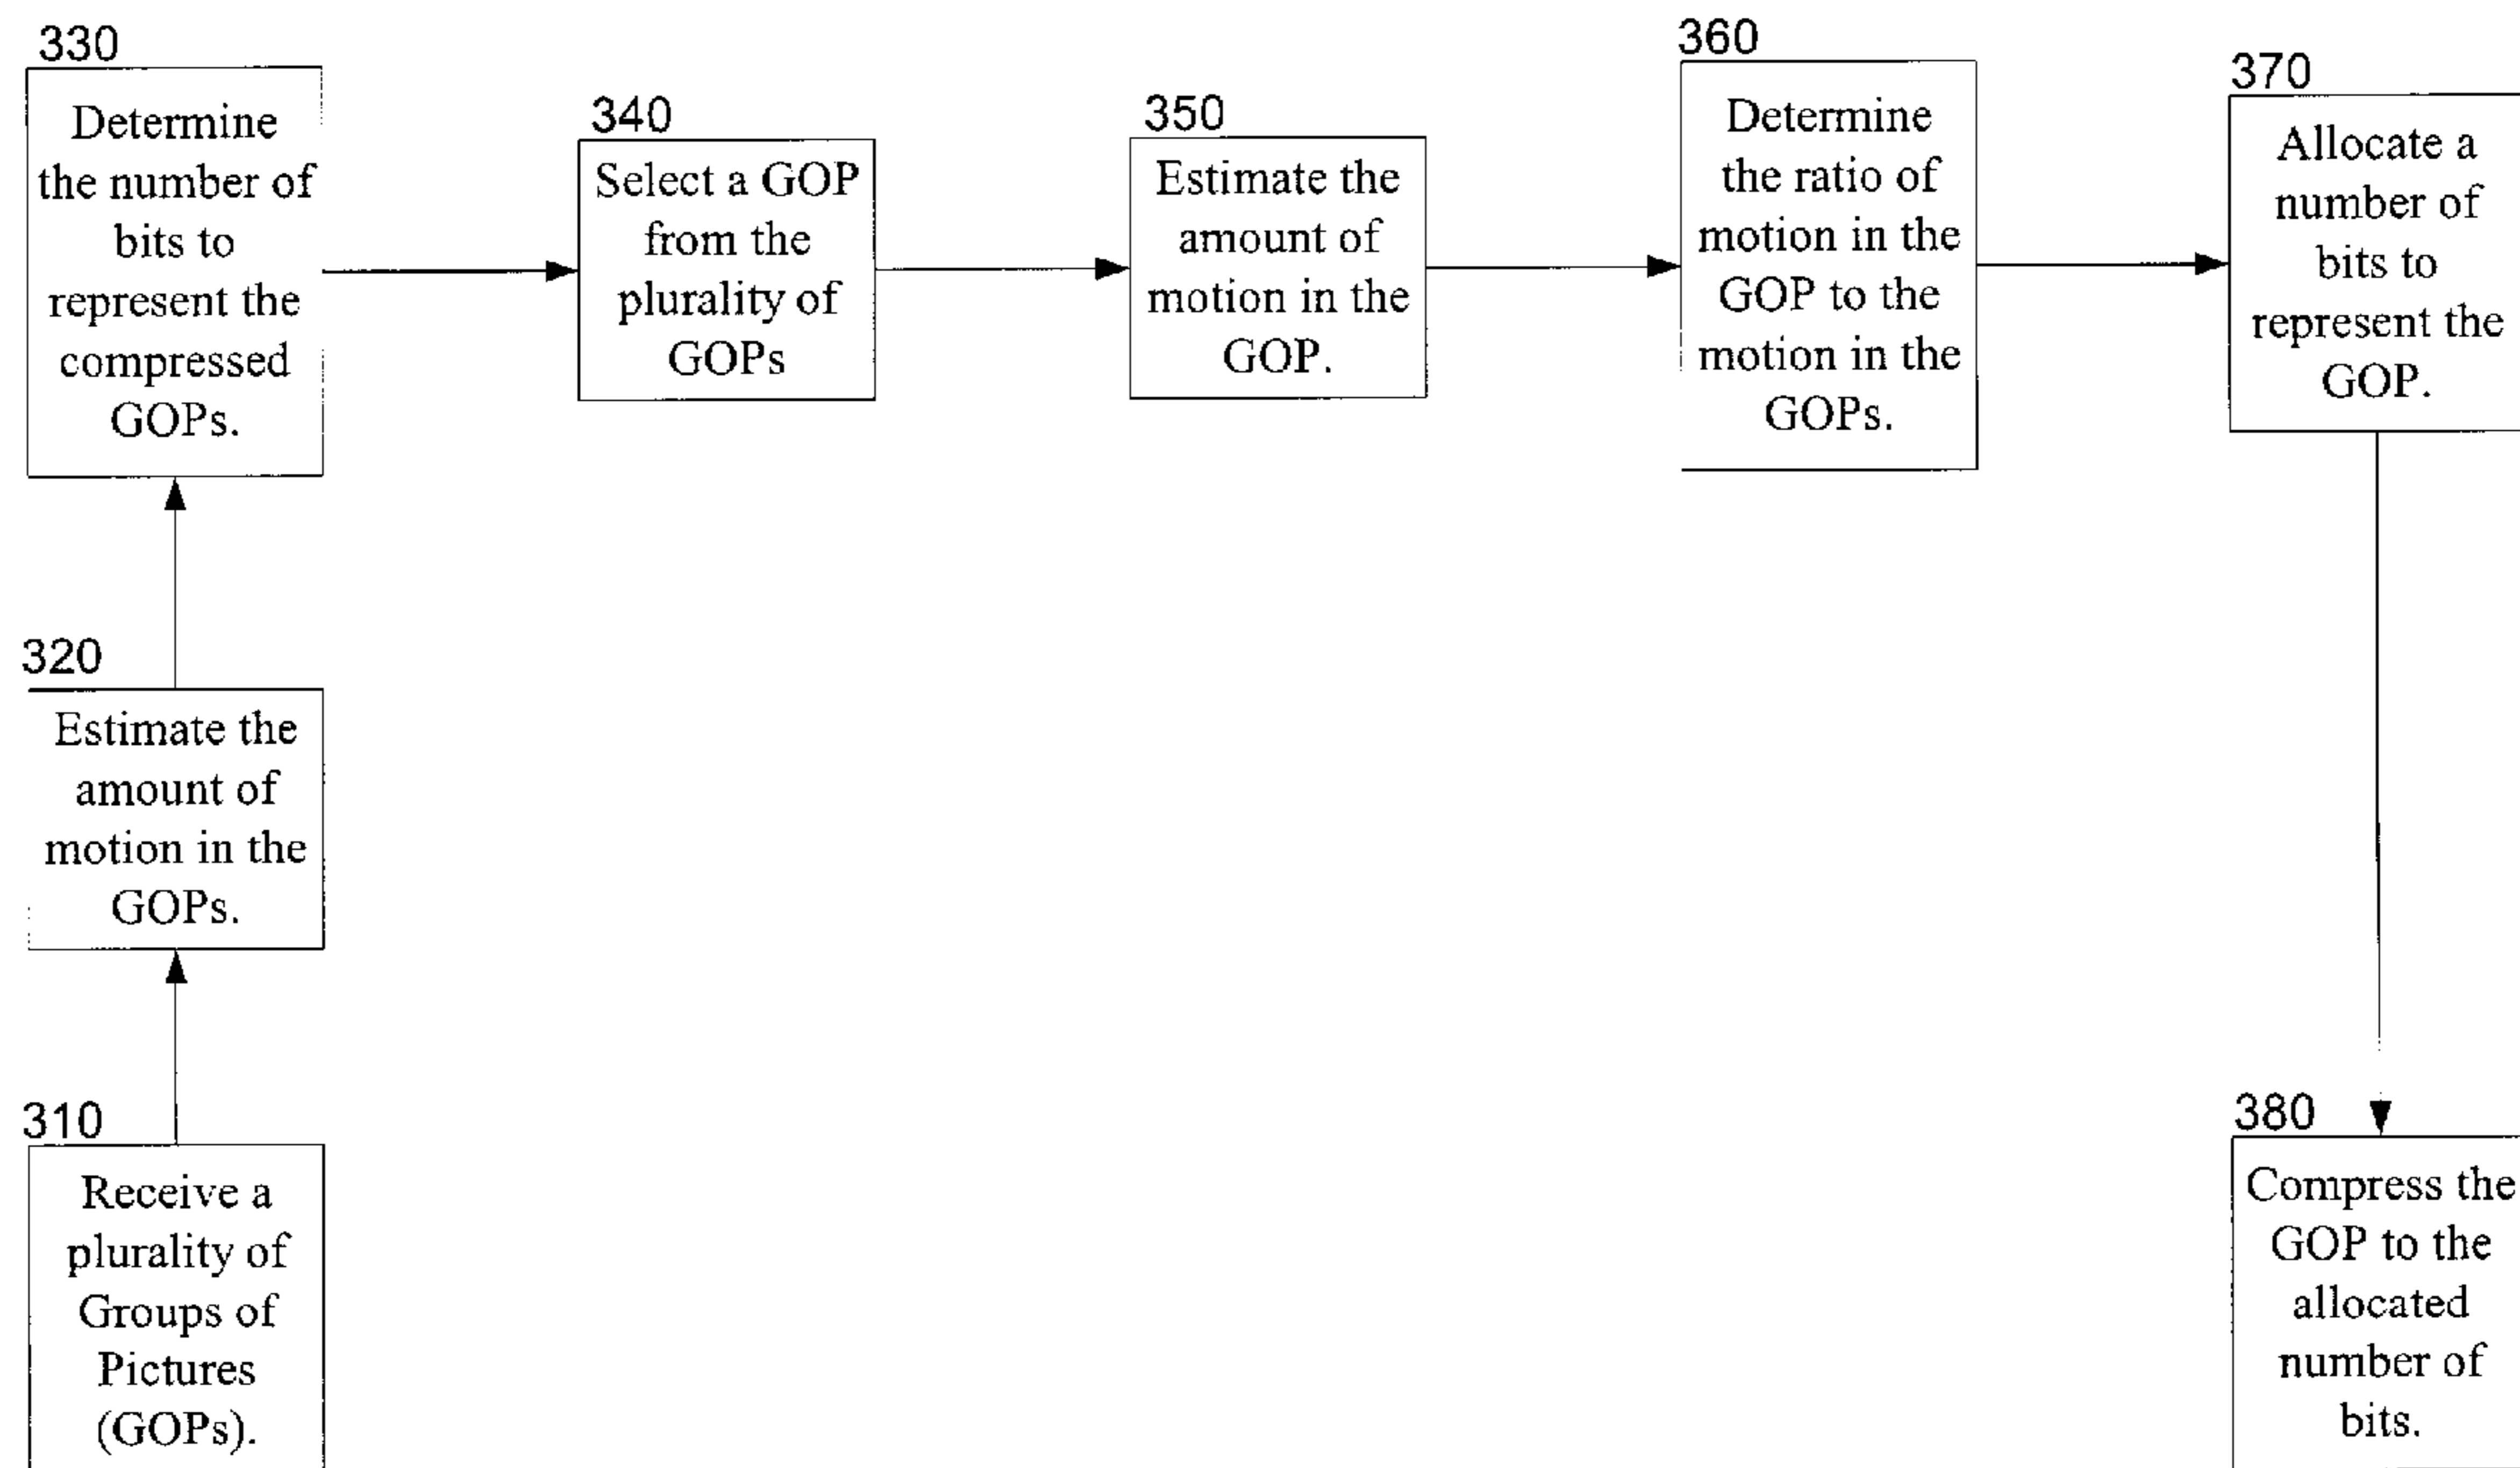 330
Determine
the number of
bits to
represent the
compressed
GOPs.
340
Select a GOP
from the
plurality of
GOPs
350
Estimate the
amount of
motion in the
GOP.
360
Determine
the ratio of
motion in the
GOP to the
motion in the
GOPs.
370
Allocate a
number of
bits to
represent the
GOP.
320
Estimate the
amount of
motion in the
GOPs.
310
Receive a
plurality of
Groups of
Pictures
(GOPs).
380
Compress the
GOP to the
allocated
number of
bits.